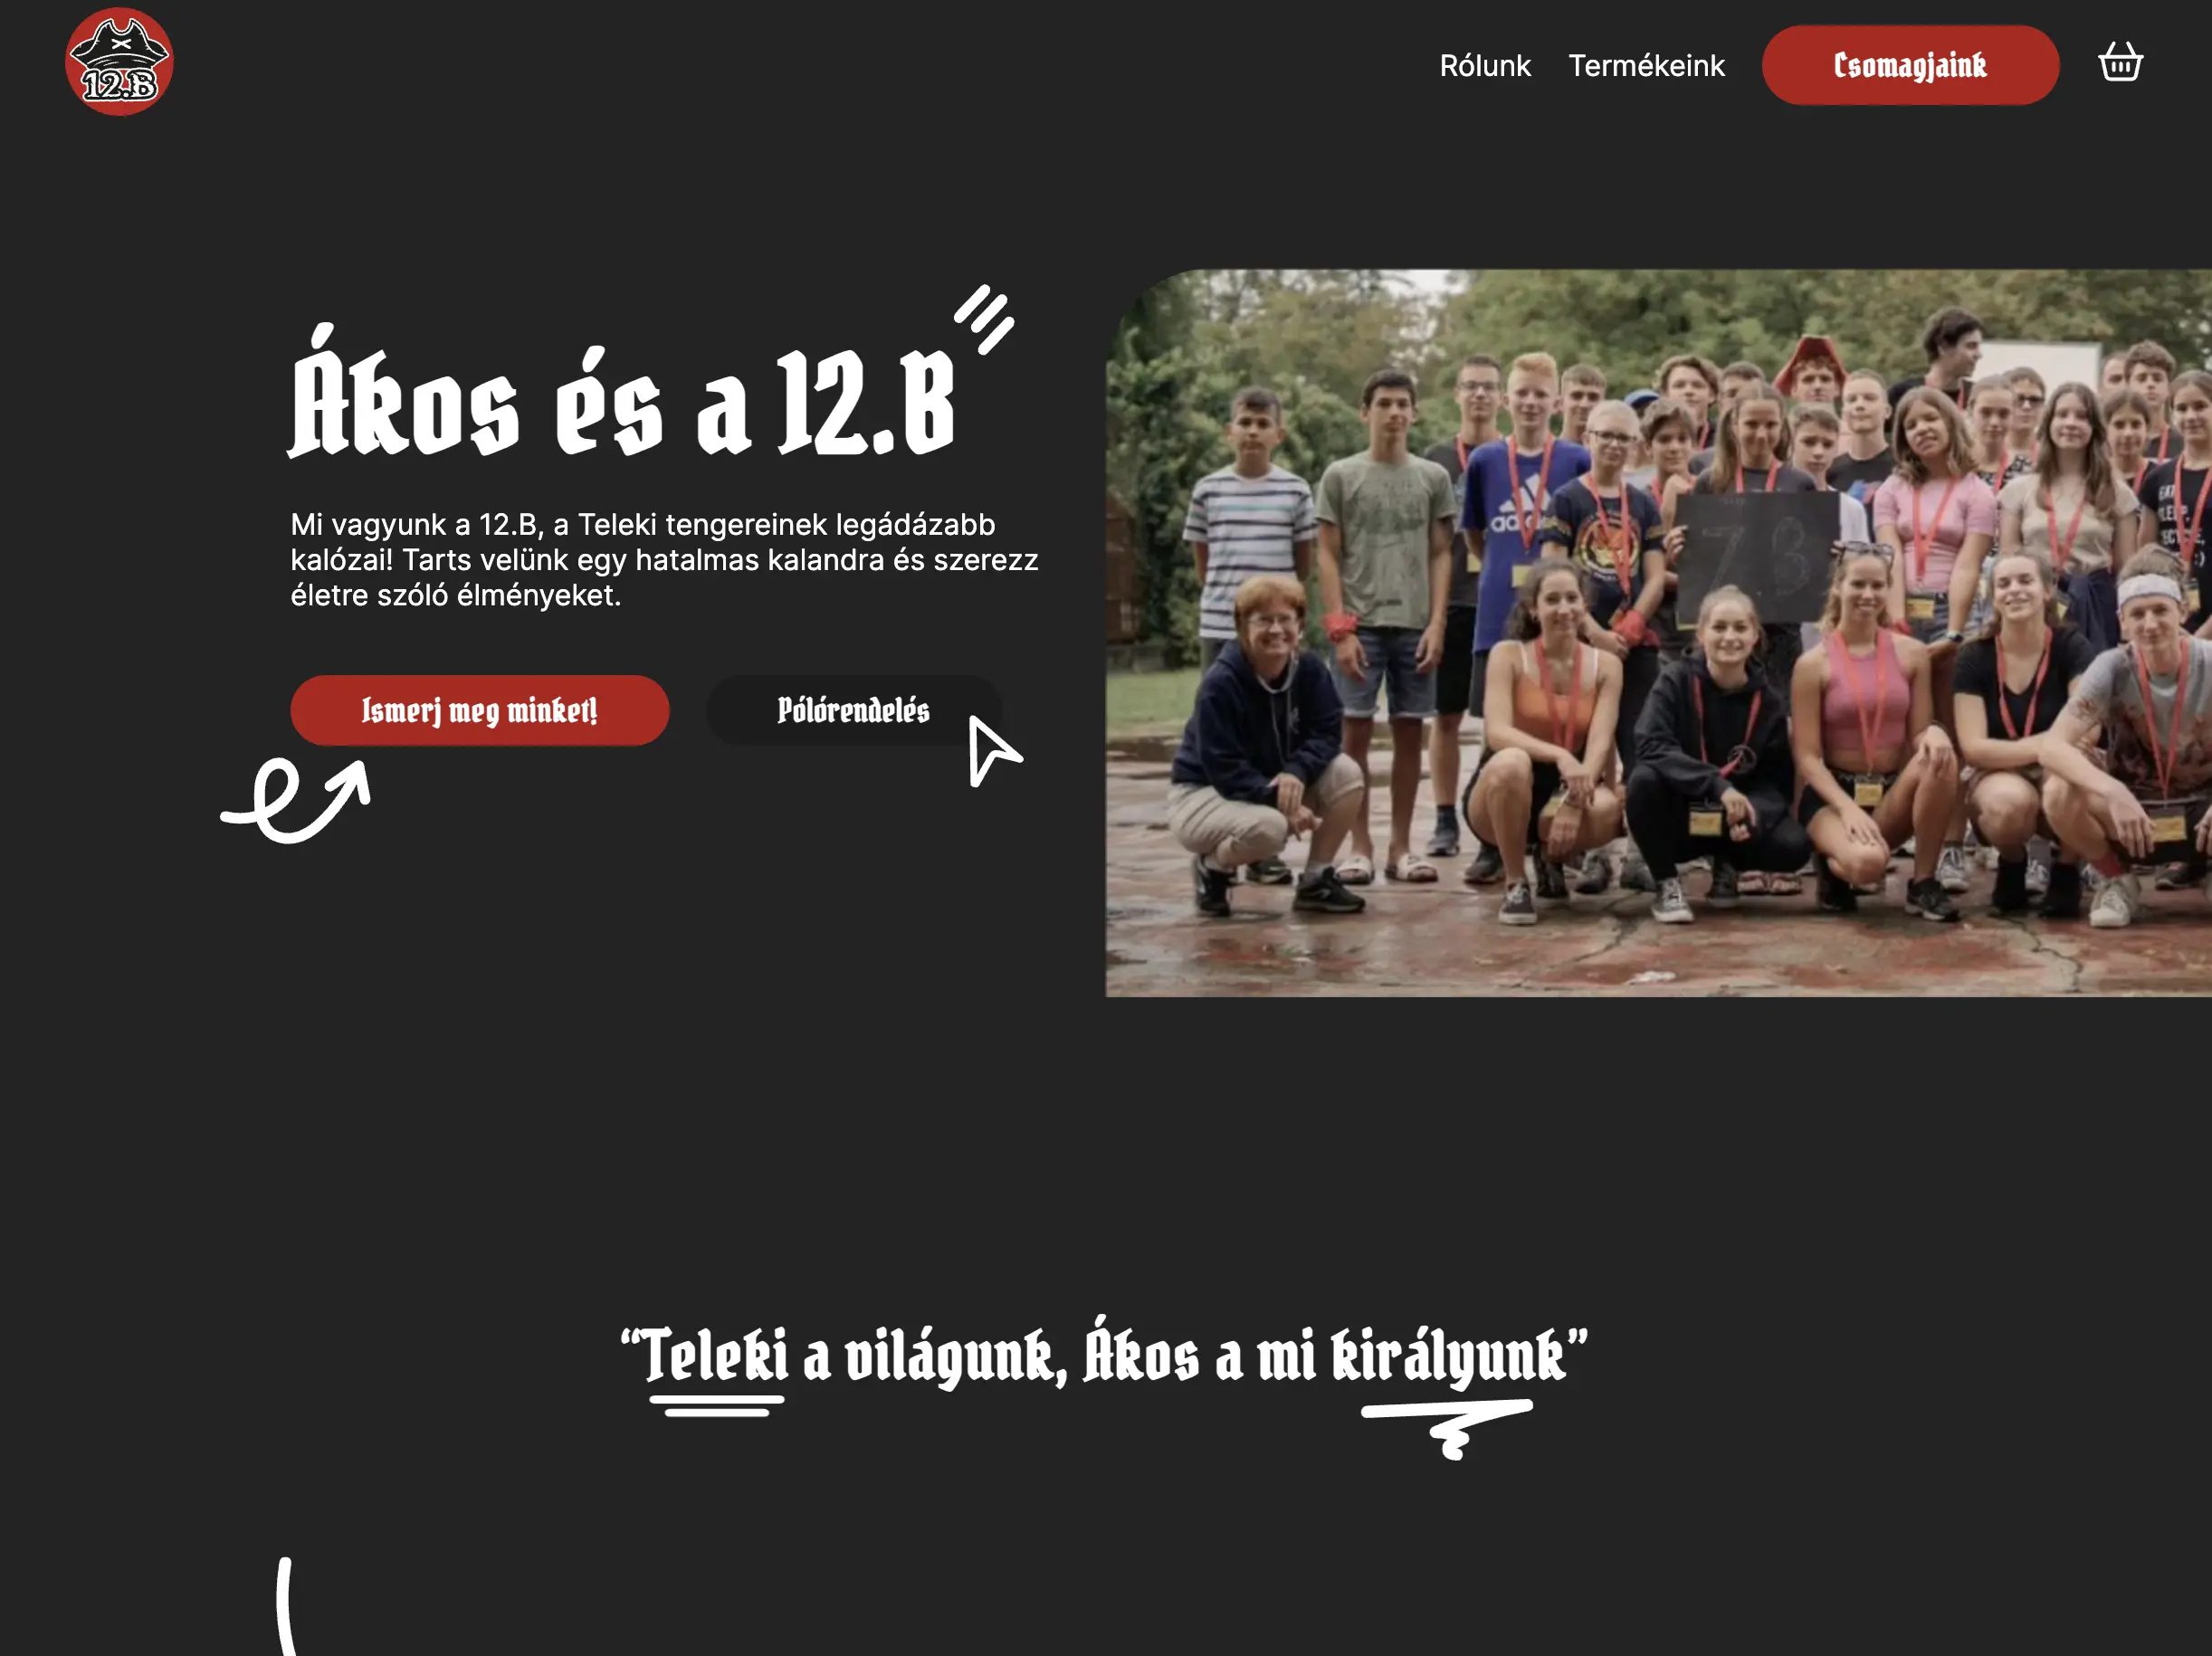 12.B
Rólunk
Termékeink
Csomagjaink
Ákos és a 12.B
Mi vagyunk a 12.B, a Teleki tengereinek legádázabb
kalózai! Tarts velünk egy hatalmas kalandra és szerezz
életre szóló élményeket.
Ismerj meg minket!
Pólórendelés
7.B
"Teleki a világunk, Ákos a mi királyunk"